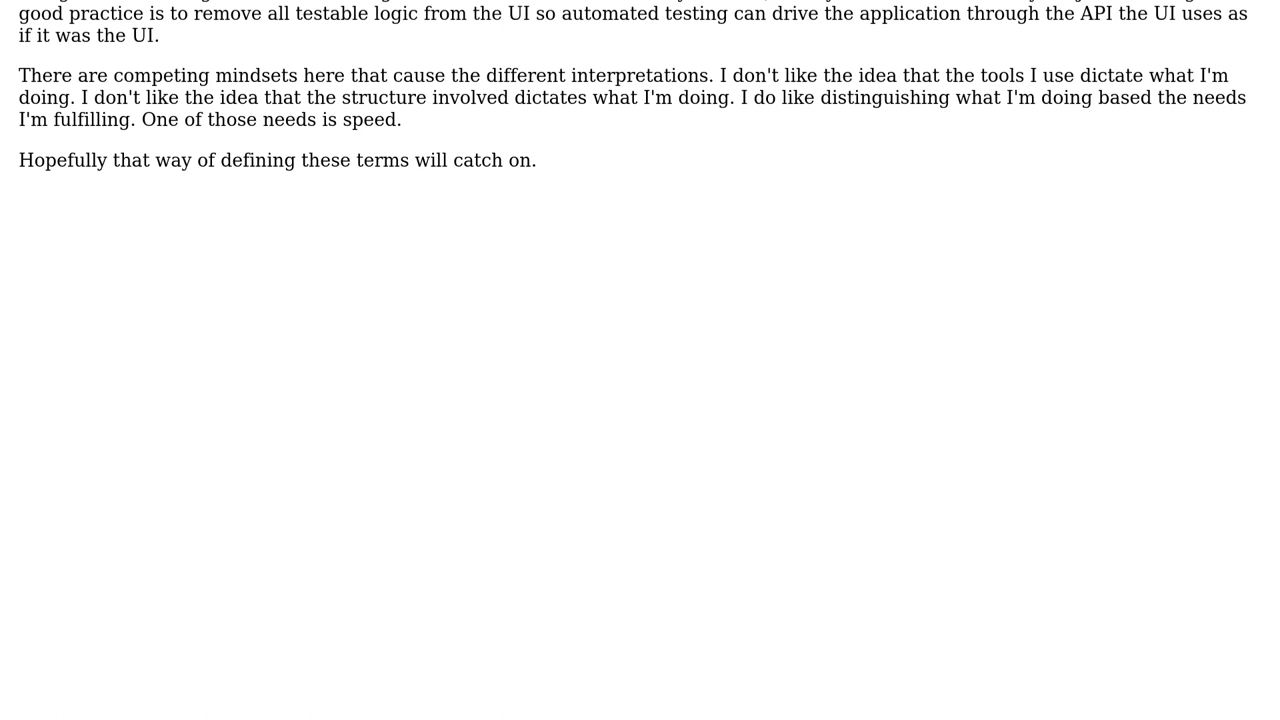 good practice is to remove all testable logic from the UI so automated testing can drive the application through the API the UI uses as
if it was the UI.
There are competing mindsets here that cause the different interpretations. I don't like the idea that the tools I use dictate what I'm
doing. I don't like the idea that the structure involved dictates what I'm doing. I do like distinguishing what I'm doing based the needs
I'm fulfilling. One of those needs is speed.
Hopefully that way of defining these terms will catch on.